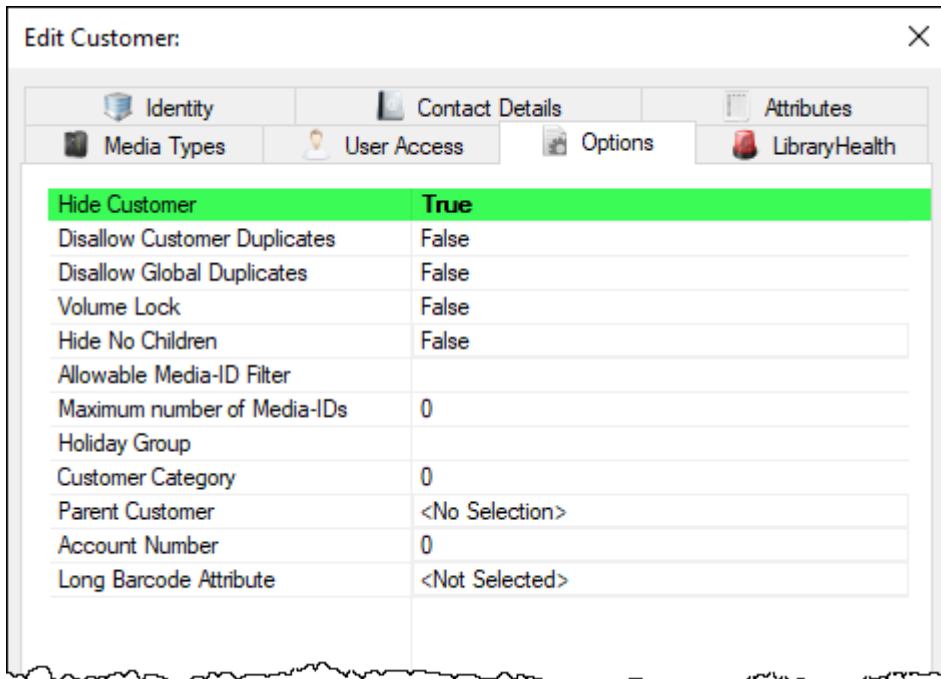 Edit Customer:
Identity Contact Details Attributes
Media Types User Access Options LibraryHealth
Hide Customer True
Disallow Customer Duplicates False
Disallow Global Duplicates False
Volume Lock False
Hide No Children False
Allowable Media-ID Filter
Maximum number of Media-IDs 0
Holiday Group
Customer Category 0
Parent Customer <No Selection>
Account Number 0
Long Barcode Attribute <Not Selected>